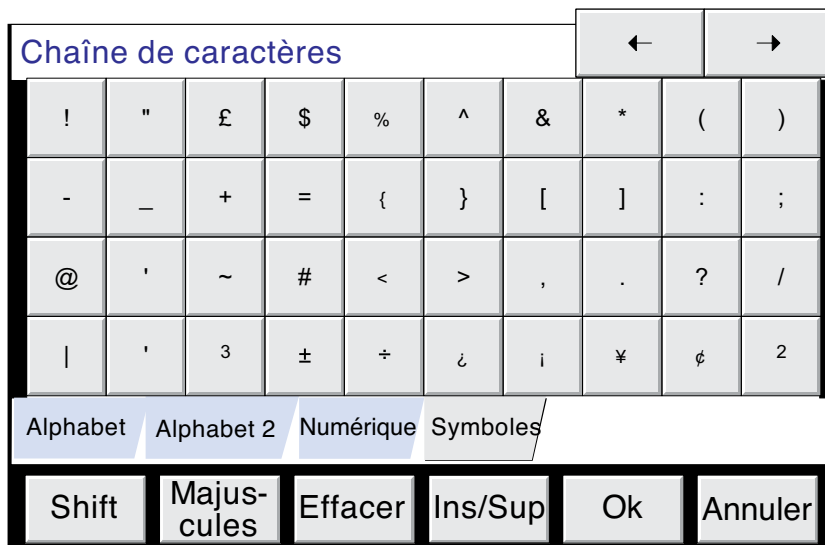 Chaîne de caractères ← →
! " £ $ % ^ & * ( )
- _ + = { } [ ] : ;
@ ' ~ # < > , . ? /
| ' ³ ± ÷ ¿ ¡ ¥ ¢ ²
Alphabet Alphabet 2 Numérique Symboles
Shift Majus-
cules Effacer Ins/Sup Ok Annuler